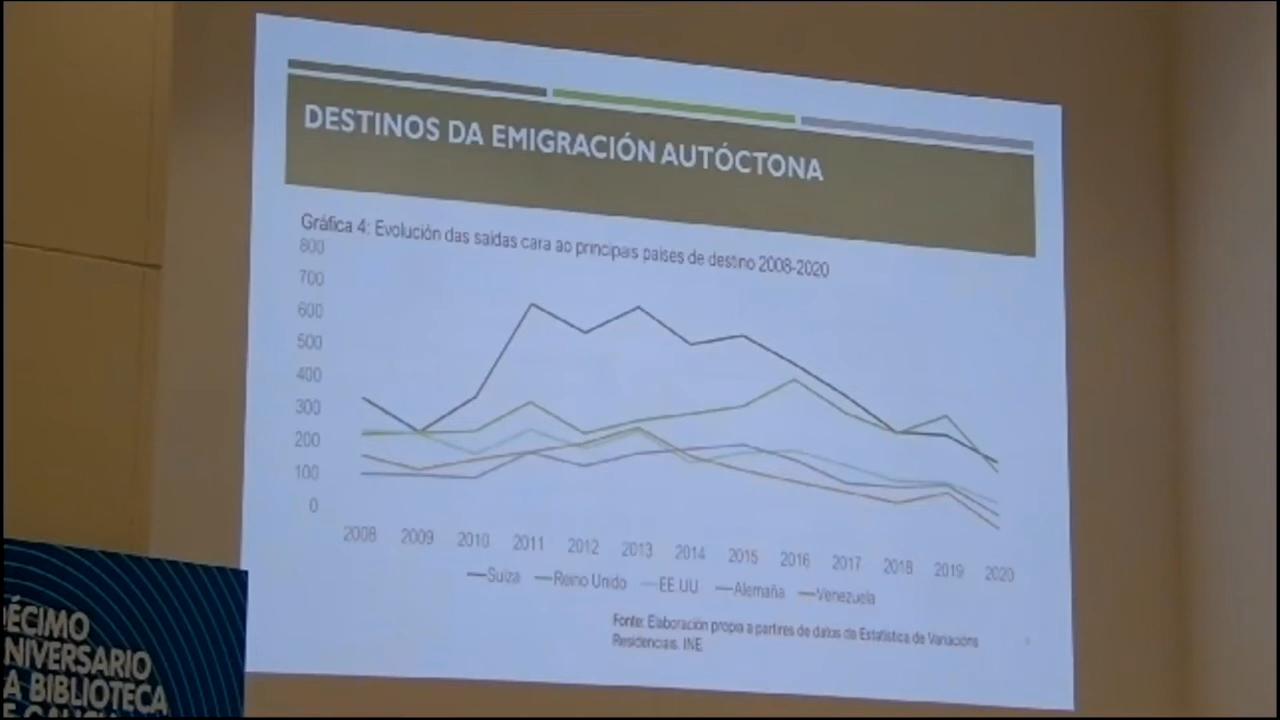 DESTINOS DA EMIGRACIÓN AUTÓCTONA
Gráfica 4: Evolución das saídas cara ao principais países de destino 2008-2020
800
700
600
500
400
300
200
100
0
2008 2009 2010 2011 2012 2013 2014 2015 2016 2017 2018 2019 2020
Suiza Reino Unido EE UU Alemaña Venezuela
Fonte: Elaboración propia a partires de datos da Estatística de Variacións
Residenciais. INE
DÉCIMO
ANIVERSARIO
DA BIBLIOTECA